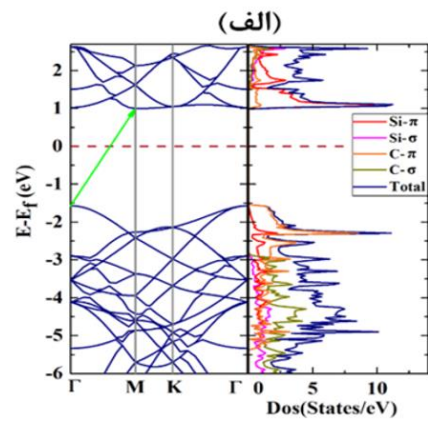 (الف)
2
1
0
-1
-2
-3
-4
-5
-6
E-Ef (eV)
Γ M K Γ
Si-π
Si-σ
C-π
C-σ
Total
0 5 10
Dos(States/eV)